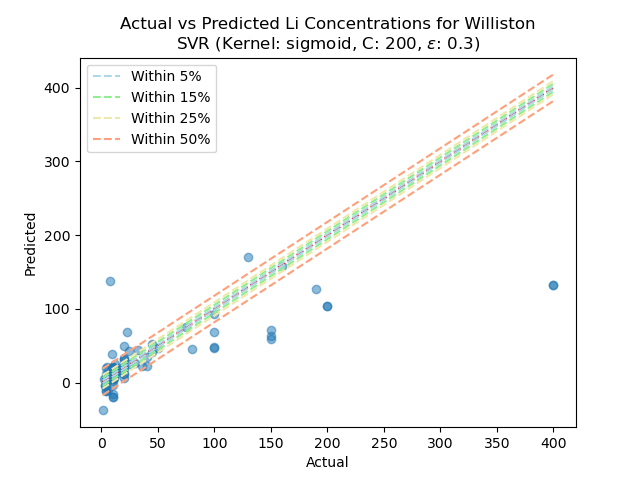 Actual vs Predicted Li Concentrations for Williston
SVR (Kernel: sigmoid, C: 200, ε: 0.3)
Within 5%
Within 15%
Within 25%
Within 50%
Predicted
400
300
200
100
0
0
50
100
150
200
250
300
350
400
Actual